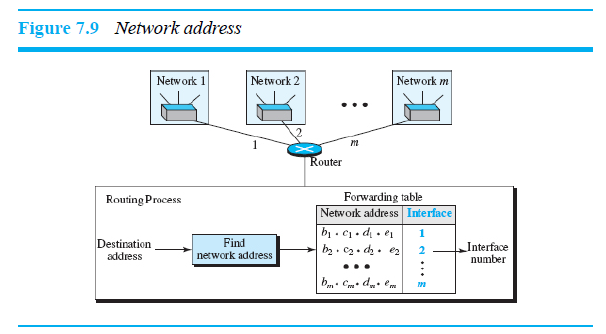 Figure 7.9 Network address
Network 1 Network 2 Network m
• • •
1 2 m
Router
Routing Process
Forwarding table
Network address Interface
b₁ • c₁ • d₁ • e₁ 1
Destination address
Find network address
b₂ • c₂ • d₂ • e₂ 2
Interface number
• • •
bₘ • cₘ • dₘ • eₘ m